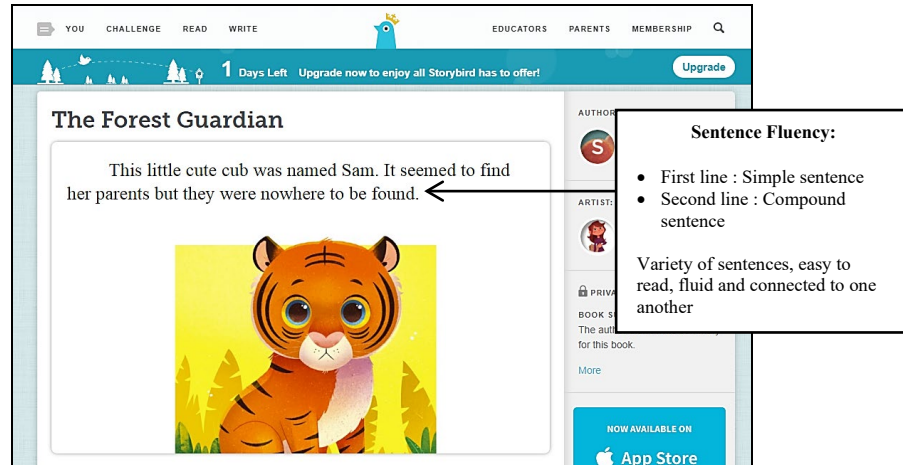 YOU CHALLENGE READ WRITE EDUCATORS PARENTS MEMBERSHIP
1 Days Left Upgrade now to enjoy all Storybird has to offer! Upgrade
The Forest Guardian
This little cute cub was named Sam. It seemed to find
her parents but they were nowhere to be found.
AUTHOR
S
ARTIST:
PRIVA
BOOK S
The aut
for this book.
More
NOW AVAILABLE ON
App Store
Sentence Fluency:
• First line : Simple sentence
• Second line : Compound
sentence
Variety of sentences, easy to
read, fluid and connected to one
another